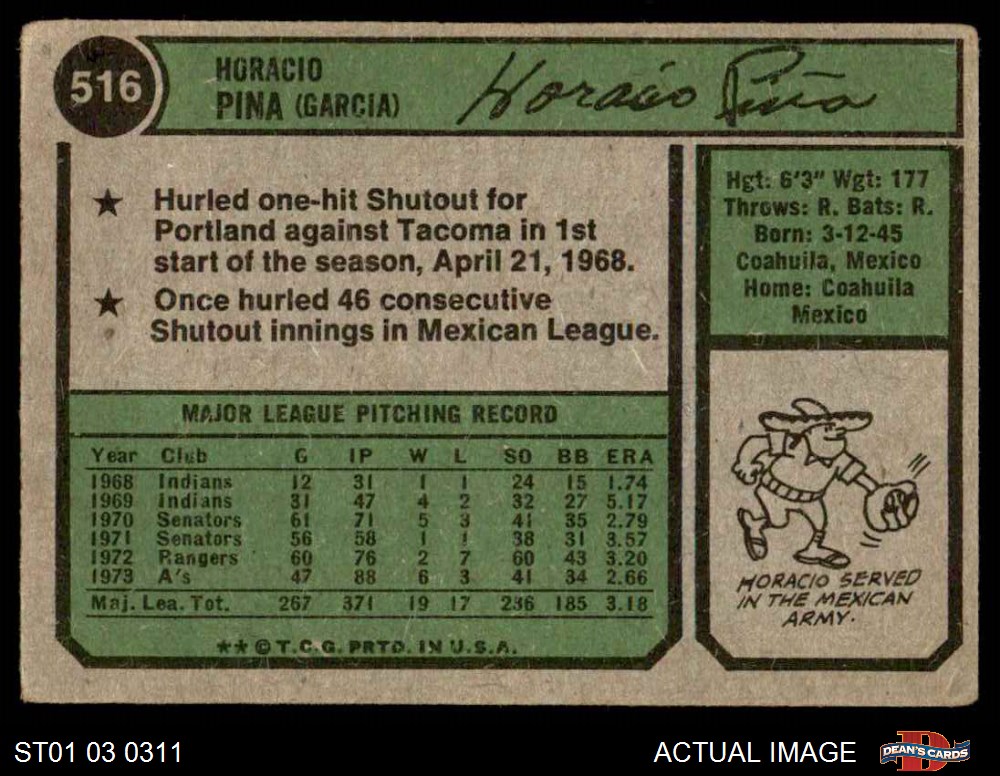 516
HORACIO
PINA (GARCIA)
Horacio Piña
★ Hurled one-hit Shutout for
Portland against Tacoma in 1st
start of the season, April 21, 1968.
★ Once hurled 46 consecutive
Shutout innings in Mexican League.
Hgt: 6'3" Wgt: 177
Throws: R. Bats: R.
Born: 3-12-45
Coahuila, Mexico
Home: Coahuila
Mexico
MAJOR LEAGUE PITCHING RECORD
Year Club G IP W L SO BB ERA
1968 Indians 12 31 1 1 24 15 1.74
1969 Indians 31 47 4 2 32 27 5.17
1970 Senators 61 71 5 3 41 35 2.79
1971 Senators 56 58 1 1 38 31 3.57
1972 Rangers 60 76 2 7 60 43 3.20
1973 A's 47 88 6 3 41 34 2.66
Maj. Lea. Tot. 267 371 19 17 236 185 3.18
** © T.C.G. PRTD. IN U.S.A.
HORACIO SERVED
IN THE MEXICAN
ARMY.
ST01 03 0311
ACTUAL IMAGE
D
DEAN'S CARDS